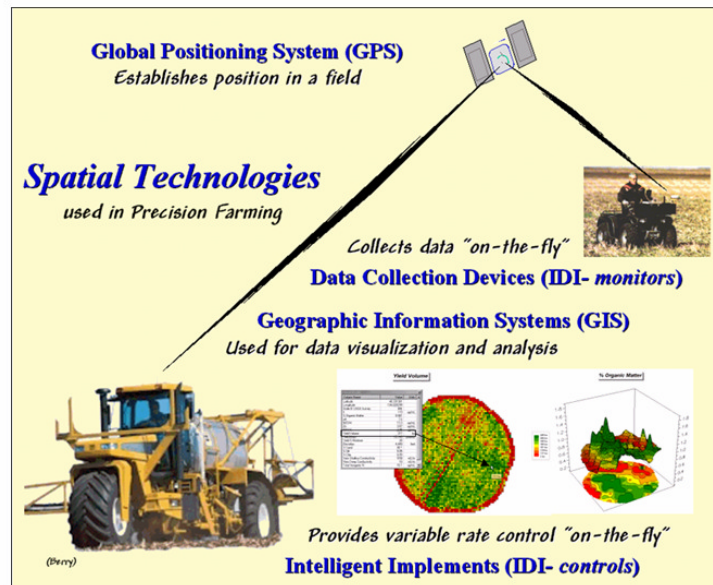 Global Positioning System (GPS)
Establishes position in a field
Spatial Technologies
used in Precision Farming
Collects data "on-the-fly"
Data Collection Devices (IDI- monitors)
Geographic Information Systems (GIS)
Used for data visualization and analysis
Yield Volume
% Organic Matter
Provides variable rate control "on-the-fly"
Intelligent Implements (IDI- controls)
(Berry)